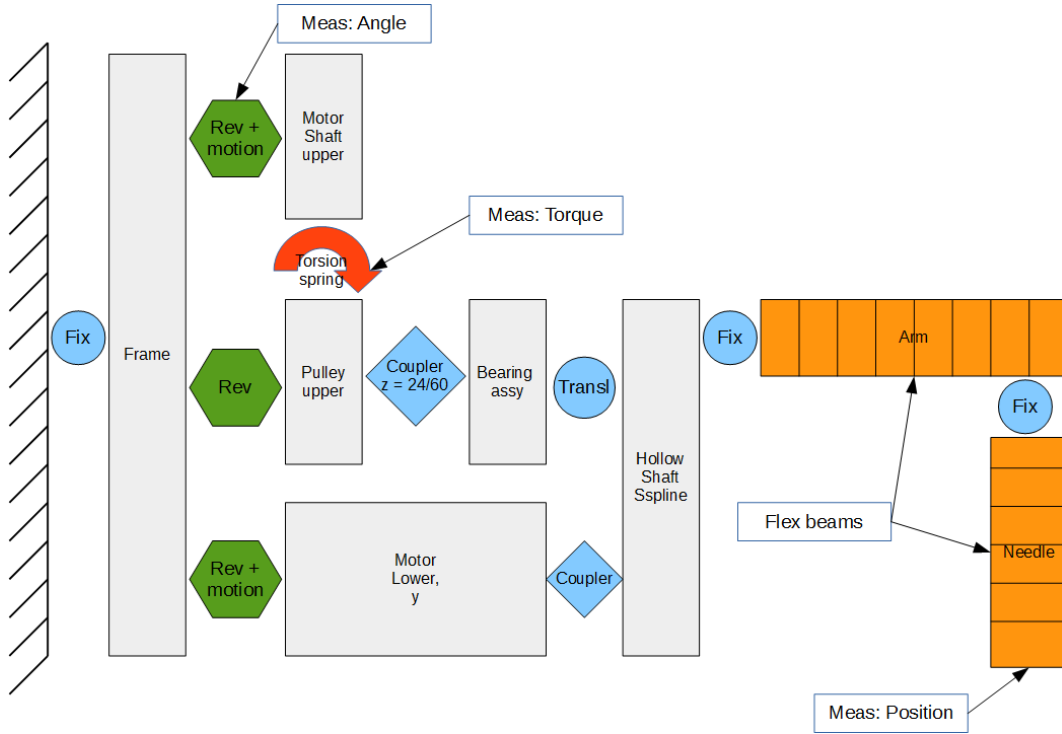 Meas: Angle
Rev +
motion
Motor
Shaft
upper
Meas: Torque
Torsion
spring
Fix
Frame
Rev
Pulley
upper
Coupler
z = 24/60
Bearing
assy
Transl
Hollow
Shaft
Sspline
Fix
Arm
Fix
Flex beams
Needle
Rev +
motion
Motor
Lower,
y
Coupler
Meas: Position